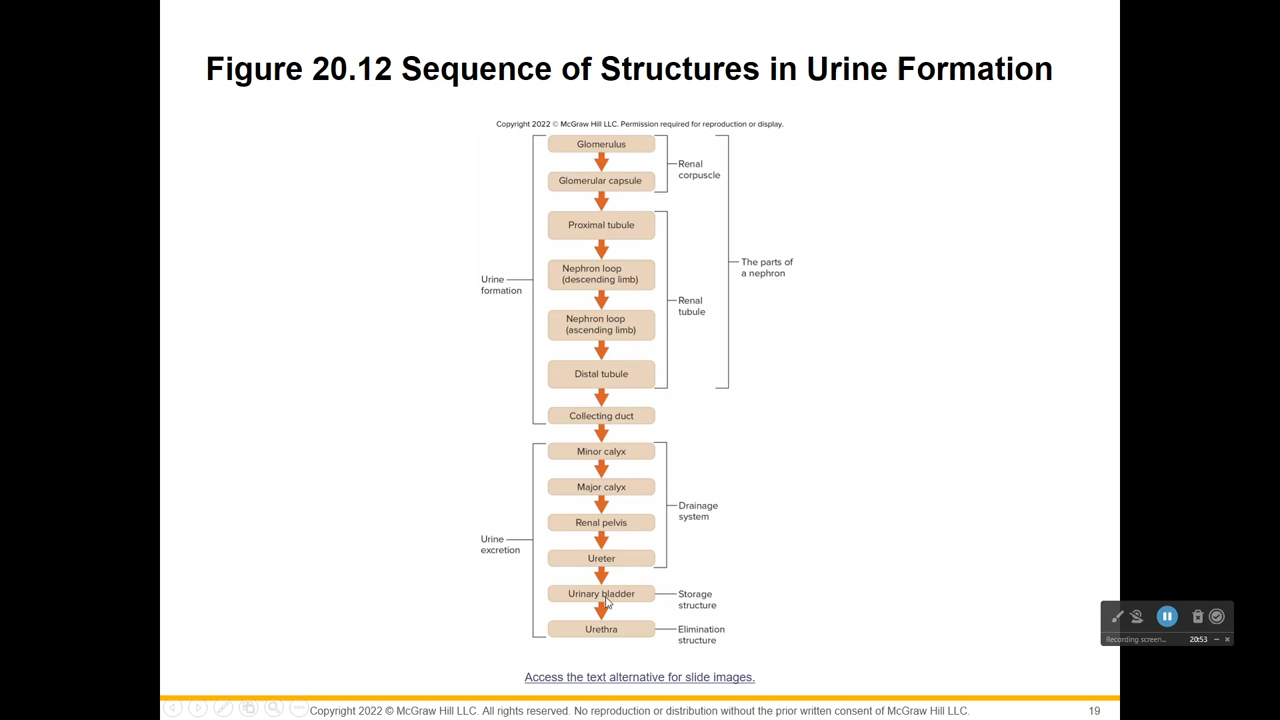 Figure 20.12 Sequence of Structures in Urine Formation
Copyright 2022 © McGraw Hill LLC. Permission required for reproduction or display.
Glomerulus
Renal
corpuscle
Glomerular capsule
Proximal tubule
The parts of
a nephron
Nephron loop
(descending limb)
Urine
formation
Renal
tubule
Nephron loop
(ascending limb)
Distal tubule
Collecting duct
Minor calyx
Major calyx
Drainage
system
Renal pelvis
Urine
excretion
Ureter
Urinary bladder
Storage
structure
Urethra
Elimination
structure
Recording screen...
20:53
Access the text alternative for slide images.
Copyright 2022 © McGraw Hill LLC. All rights reserved. No reproduction or distribution without the prior written consent of McGraw Hill LLC.
19